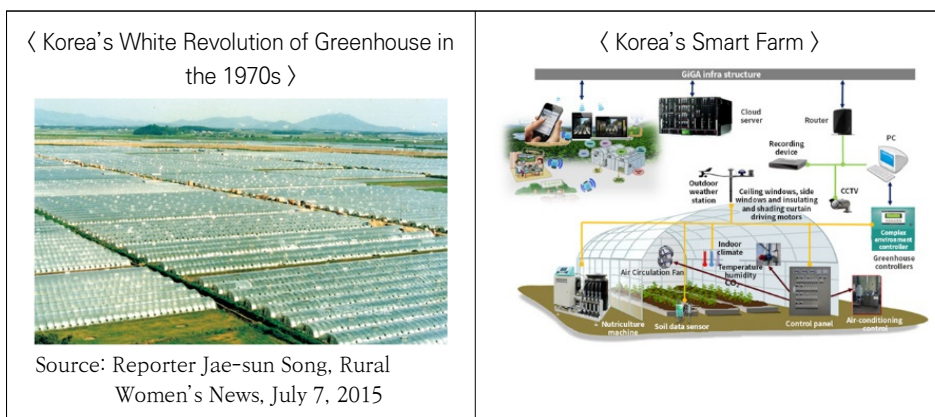 〈 Korea's White Revolution of Greenhouse in
the 1970s 〉
Source: Reporter Jae-sun Song, Rural
Women's News, July 7, 2015
〈 Korea's Smart Farm 〉
GiGA infra structure
Cloud
server
Router
Recording
device
PC
CCTV
Outdoor
weather
station
Ceiling windows, side
windows and insulating
and shading curtain
driving motors
Complex
environment
controller
Greenhouse
controllers
Indoor
climate
Air Circulation Fan
Temperature
humidity
CO₂
Nutriculture
machine
Soil data sensor
Control panel
Air-conditioning
control